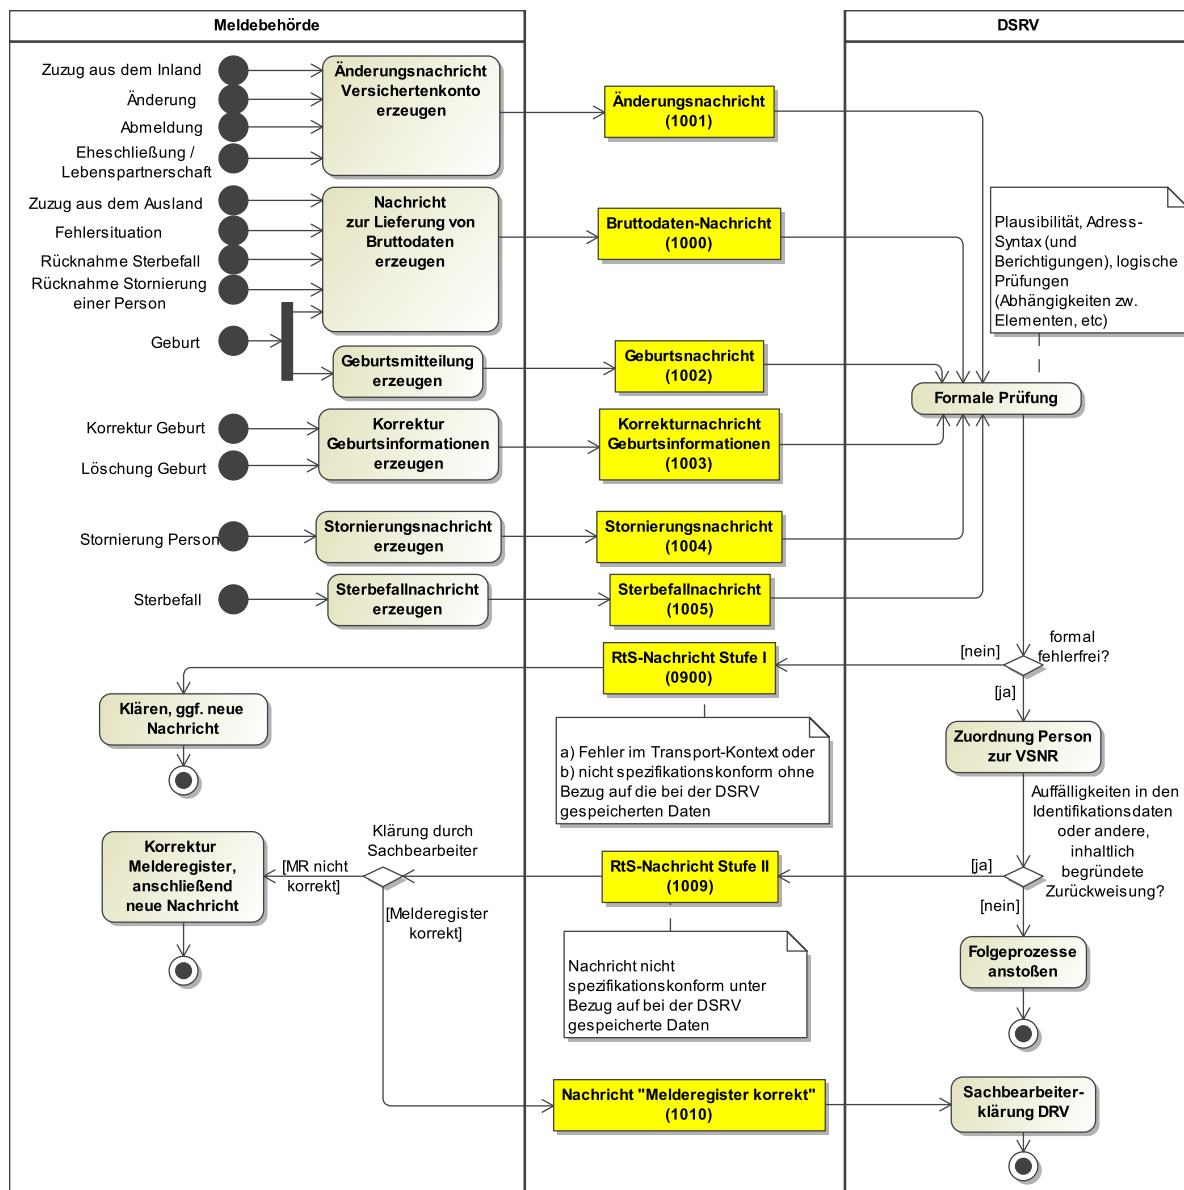 Meldebehörde
DSRV
Zuzug aus dem Inland
Änderung
Abmeldung
Eheschließung /
Lebenspartnerschaft
Änderungsnachricht
Versichertenkonto
erzeugen
Änderungsnachricht
(1001)
Zuzug aus dem Ausland
Fehlersituation
Rücknahme Sterbefall
Rücknahme Stornierung
einer Person
Geburt
Nachricht
zur Lieferung von
Bruttodaten
erzeugen
Bruttodaten-Nachricht
(1000)
Plausibilität, Adress-
Syntax (und
Berichtigungen), logische
Prüfungen
(Abhängigkeiten zw.
Elementen, etc)
Geburtsmitteilung
erzeugen
Geburtsnachricht
(1002)
Formale Prüfung
Korrektur Geburt
Löschung Geburt
Korrektur
Geburtsinformationen
erzeugen
Korrekturnachricht
Geburtsinformationen
(1003)
Stornierung Person
Stornierungsnachricht
erzeugen
Stornierungsnachricht
(1004)
Sterbefall
Sterbefallnachricht
erzeugen
Sterbefallnachricht
(1005)
formal
fehlerfrei?
[nein]
[ja]
RtS-Nachricht Stufe I
(0900)
Klären, ggf. neue
Nachricht
a) Fehler im Transport-Kontext oder
b) nicht spezifikationskonform ohne
Bezug auf die bei der DSRV
gespeicherten Daten
Zuordnung Person
zur VSNR
Auffälligkeiten in den
Identifikationsdaten
oder andere,
inhaltlich
begründete
Zurückweisung?
[ja]
[nein]
RtS-Nachricht Stufe II
(1009)
Klärung durch
Sachbearbeiter
[MR nicht
korrekt]
[Melderegister
korrekt]
Korrektur
Melderegister,
anschließend
neue Nachricht
Nachricht nicht
spezifikationskonform unter
Bezug auf bei der DSRV
gespeicherte Daten
Folgeprozesse
anstoßen
Nachricht "Melderegister korrekt"
(1010)
Sachbearbeiter-
klärung DRV